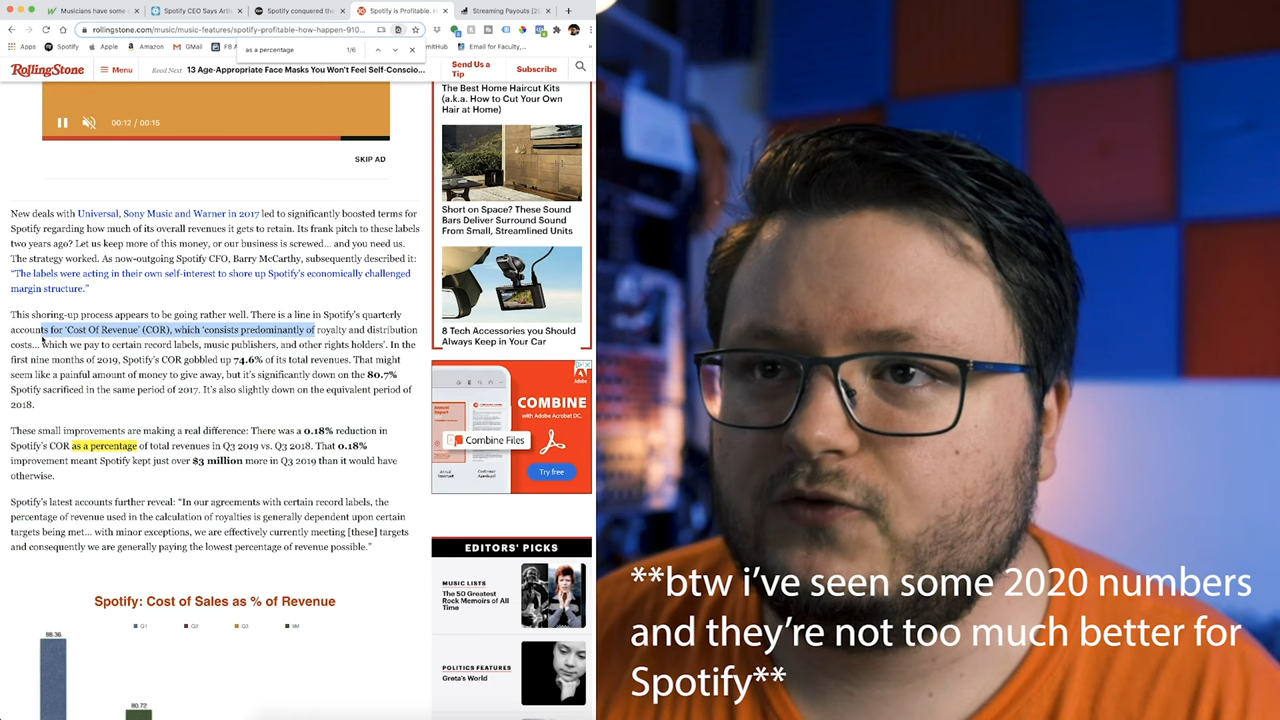 Musicians have some c
Spotify CEO Says Artis
Spotify conquered the
Spotify is Profitable. H
Streaming Payouts [20
rollingstone.com/music/music-features/spotify-profitable-how-happen-910...
Apps
Spotify
Apple
Amazon
GMail
FB A
as a percentage
1/6
mitHub
Email for Faculty,...
RollingStone
Menu
Read Next
13 Age-Appropriate Face Masks You Won't Feel Self-Conscio...
Send Us a
Tip
Subscribe
00:12 / 00:15
SKIP AD
New deals with Universal, Sony Music and Warner in 2017 led to significantly boosted terms for
Spotify regarding how much of its overall revenues it gets to retain. Its frank pitch to these labels
two years ago? Let us keep more of this money, or our business is screwed… and you need us.
The strategy worked. As now-outgoing Spotify CFO, Barry McCarthy, subsequently described it:
“The labels were acting in their own self-interest to shore up Spotify’s economically challenged
margin structure.”
This shoring-up process appears to be going rather well. There is a line in Spotify’s quarterly
accounts for ‘Cost Of Revenue’ (COR), which ‘consists predominantly of royalty and distribution
costs… which we pay to certain record labels, music publishers, and other rights holders’. In the
first nine months of 2019, Spotify’s COR gobbled up 74.6% of its total revenues. That might
seem like a painful amount of money to give away, but it’s significantly down on the 80.7%
Spotify sacrificed in the same period of 2017. It’s also slightly down on the equivalent period of
2018.
These small improvements are making a real difference: There was a 0.18% reduction in
Spotify’s COR as a percentage of total revenues in Q3 2019 vs. Q3 2018. That 0.18%
improvement meant Spotify kept just over $3 million more in Q3 2019 than it would have
otherwise.
Spotify’s latest accounts further reveal: “In our agreements with certain record labels, the
percentage of revenue used in the calculation of royalties is generally dependent upon certain
targets being met… with minor exceptions, we are effectively currently meeting [these] targets
and consequently we are generally paying the lowest percentage of revenue possible.”
Spotify: Cost of Sales as % of Revenue
Q1
Q2
Q3
9M
88.36
80.72
The Best Home Haircut Kits
(a.k.a. How to Cut Your Own
Hair at Home)
Short on Space? These Sound
Bars Deliver Surround Sound
From Small, Streamlined Units
8 Tech Accessories you Should
Always Keep in Your Car
Annual
Report
COMBINE
with Adobe Acrobat DC.
Combine Files
Try free
Adobe
EDITORS' PICKS
MUSIC LISTS
The 50 Greatest
Rock Memoirs of All
Time
POLITICS FEATURES
Greta's World
**btw i've seen some 2020 numbers
and they're not too much better for
Spotify**